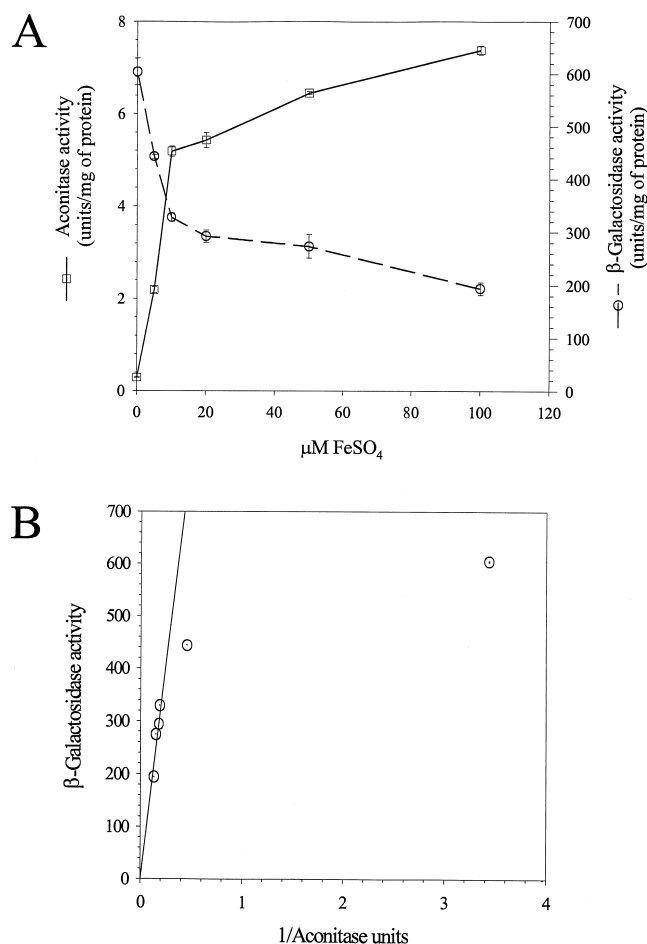 A
Aconitase activity
(units/mg of protein)
8
6
4
2
0
700
600
500
400
300
200
100
0
β-Galactosidase activity
(units/mg of protein)
0 20 40 60 80 100 120
μM FeSO₄
B
β-Galactosidase activity
700
600
500
400
300
200
100
0
0 1 2 3 4
1/Aconitase units